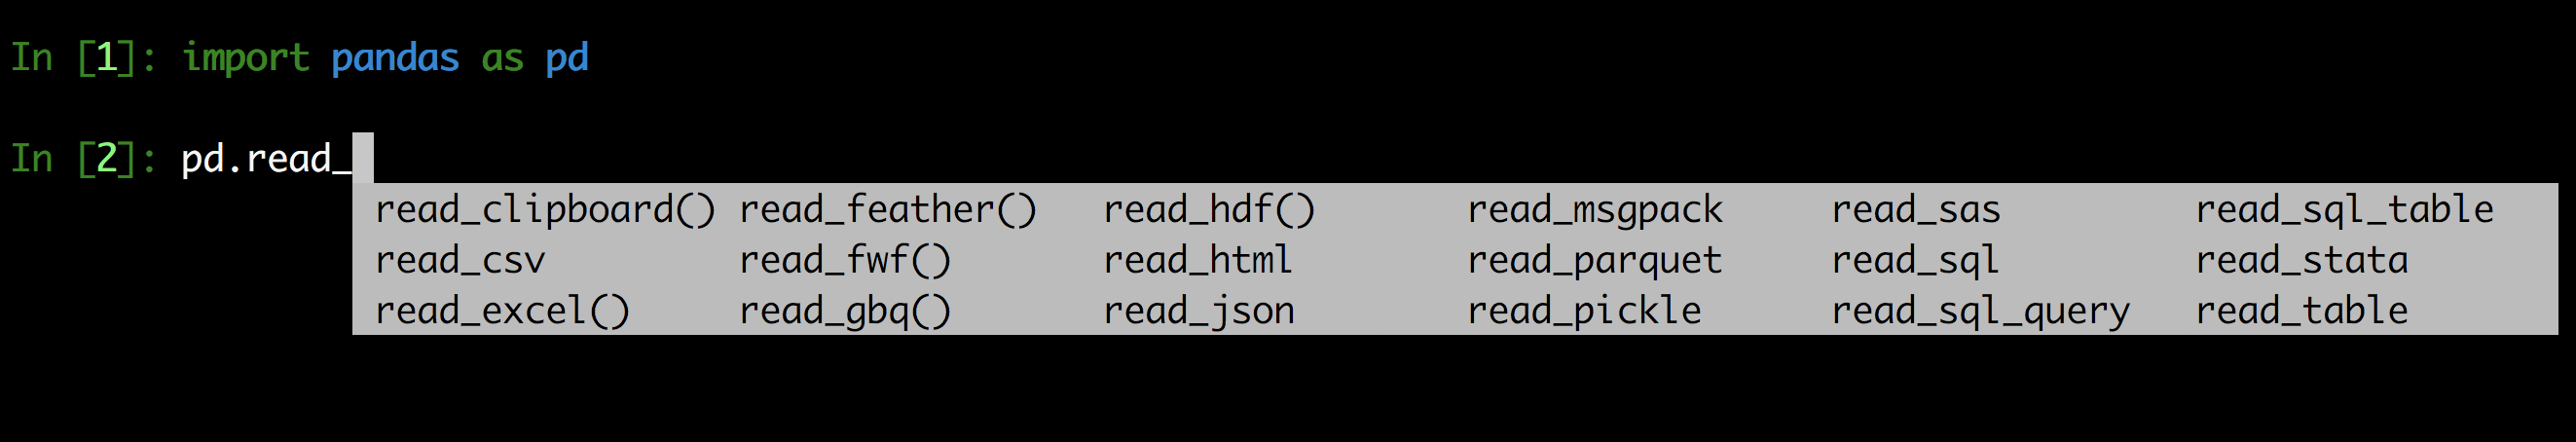 In [1]: import pandas as pd
In [2]: pd.read_
read_clipboard() read_feather() read_hdf() read_msgpack read_sas read_sql_table
read_csv read_fwf() read_html read_parquet read_sql read_stata
read_excel() read_gbq() read_json read_pickle read_sql_query read_table